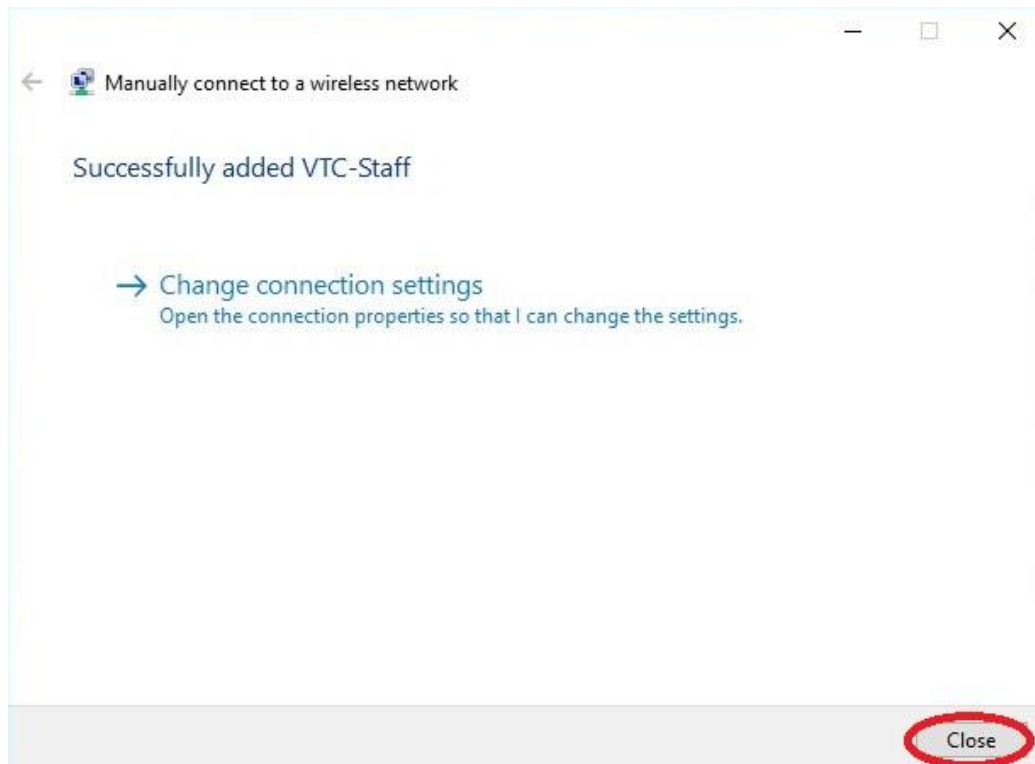 Manually connect to a wireless network
Successfully added VTC-Staff
Change connection settings
Open the connection properties so that I can change the settings.
Close